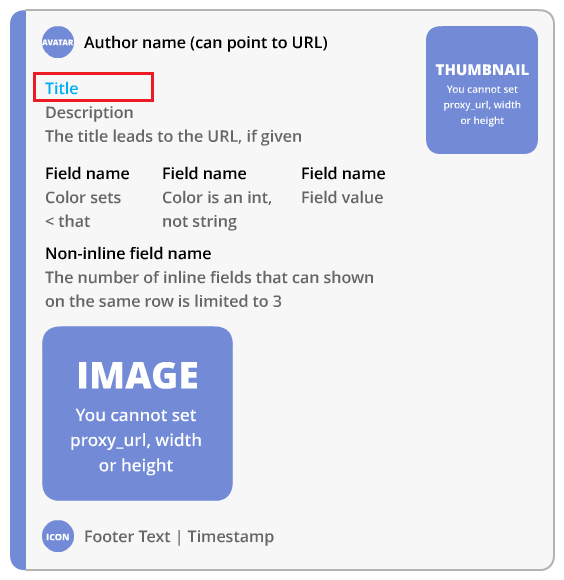 AVATAR Author name (can point to URL)
THUMBNAIL
You cannot set
proxy_url, width
or height
Title
Description
The title leads to the URL, if given
Field name Field name Field name
Color sets Color is an int, Field value
< that not string
Non-inline field name
The number of inline fields that can shown
on the same row is limited to 3
IMAGE
You cannot set
proxy_url, width
or height
ICON Footer Text | Timestamp